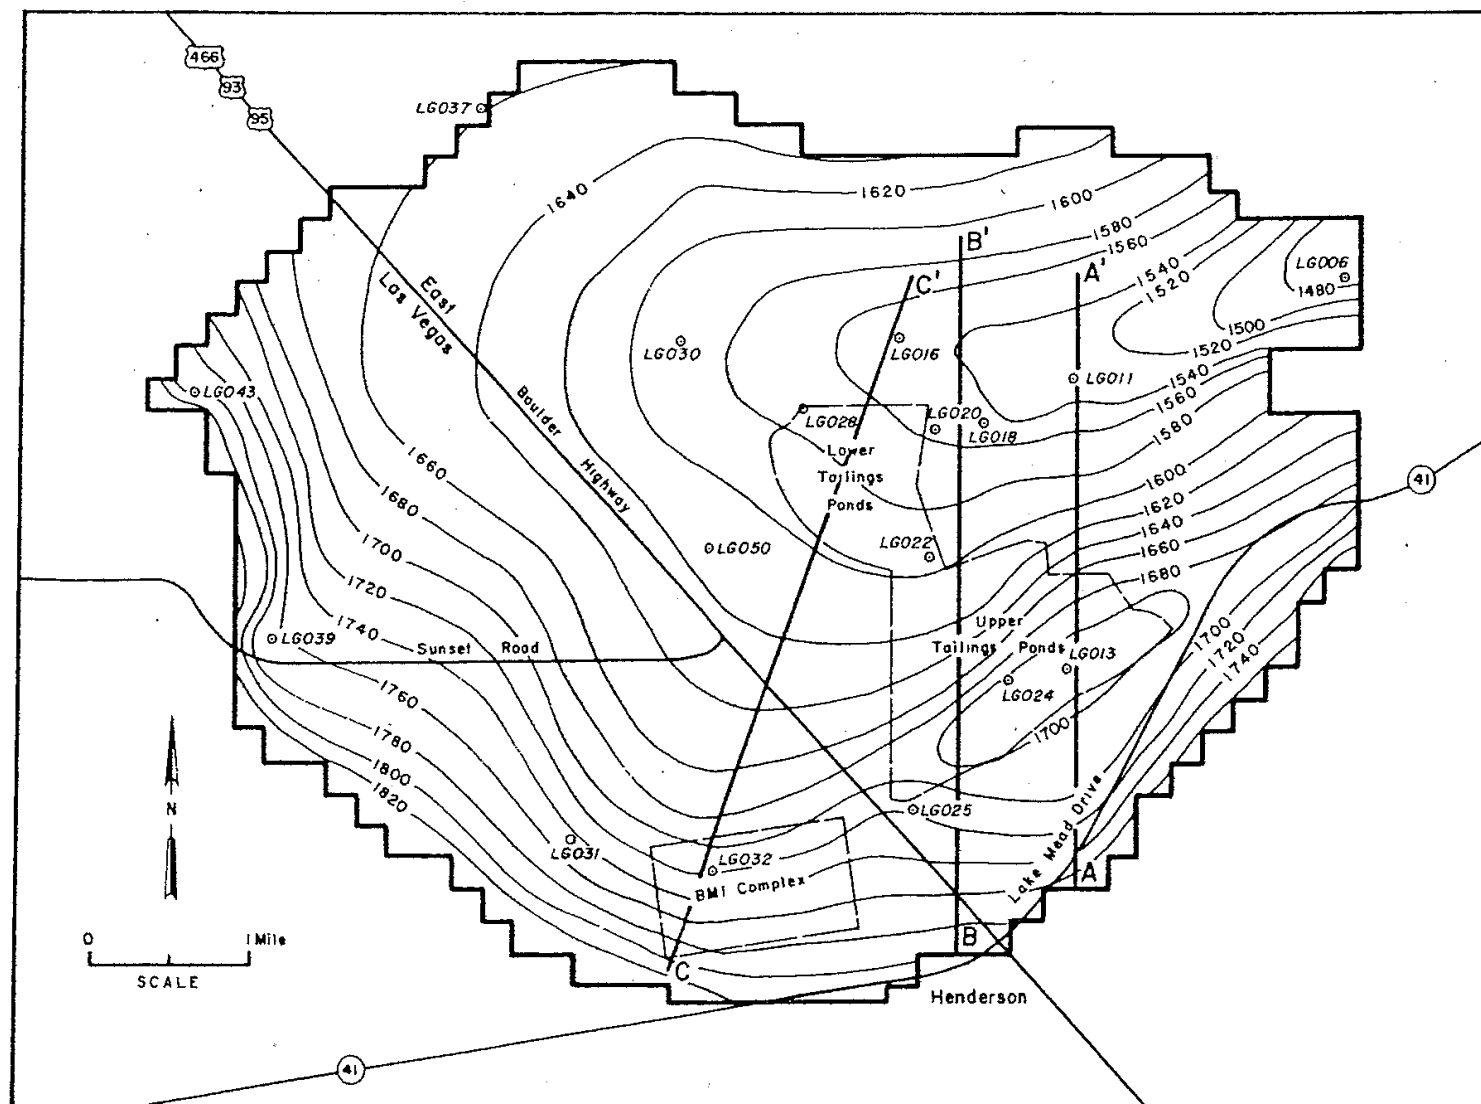 466
93
95
LG037
1640
1620
1600
1580
1560
1540
1520
LG006
1480
1500
1520
1540
1560
1580
B'
A'
C'
East
Las Vegas
LG030
LG016
LG011
LG043
Boulder
Highway
LG028
LG020
LG018
Lower
Tailings
Ponds
1660
1680
1700
1720
1740
1600
1620
1640
1660
1680
41
LG050
LG022
LG039
Sunset Road
Upper
Tailings Ponds
LG013
LG024
1700
1700
1720
1740
1760
1780
1800
1820
N
LG025
LG031
LG032
BMI Complex
Lake Mead Drive
A
B
C
0 1 Mile
SCALE
Henderson
41